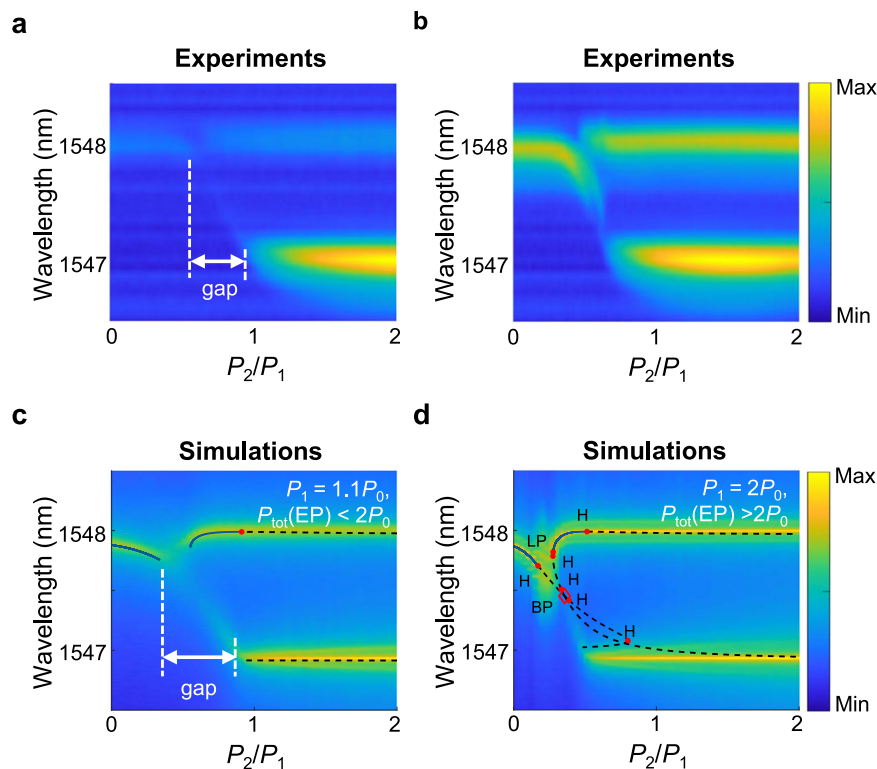 a
Experiments
Wavelength (nm)
1548
1547
gap
0
1
2
P2/P1
b
Experiments
Wavelength (nm)
1548
1547
0
1
2
P2/P1
Max
Min
c
Simulations
P1 = 1.1P0,
Ptot(EP) < 2P0
Wavelength (nm)
1548
1547
gap
0
1
2
P2/P1
d
Simulations
P1 = 2P0,
Ptot(EP) >2P0
H
LP
H
H
H
H
BP
H
Wavelength (nm)
1548
1547
0
1
2
P2/P1
Max
Min